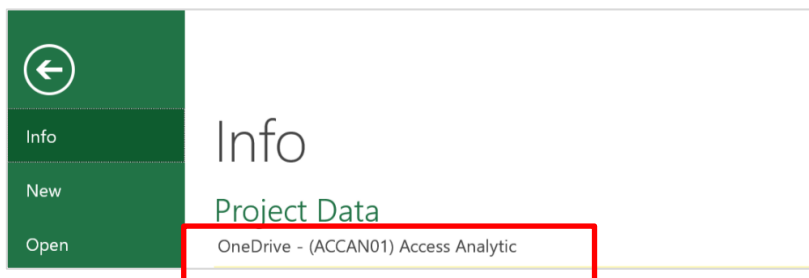 Info
New
Open
Info
Project Data
OneDrive - (ACCAN01) Access Analytic